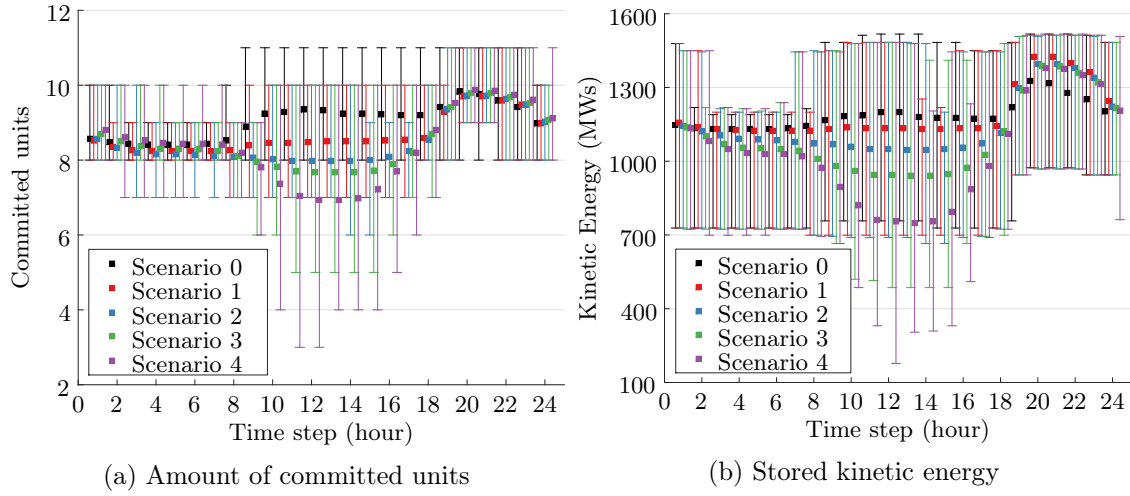 12
10
8
6
4
2
Committed units
Scenario 0
Scenario 1
Scenario 2
Scenario 3
Scenario 4
0 2 4 6 8 10 12 14 16 18 20 22 24
Time step (hour)
(a) Amount of committed units
1600
1300
1000
700
400
100
Kinetic Energy (MWs)
Scenario 0
Scenario 1
Scenario 2
Scenario 3
Scenario 4
0 2 4 6 8 10 12 14 16 18 20 22 24
Time step (hour)
(b) Stored kinetic energy